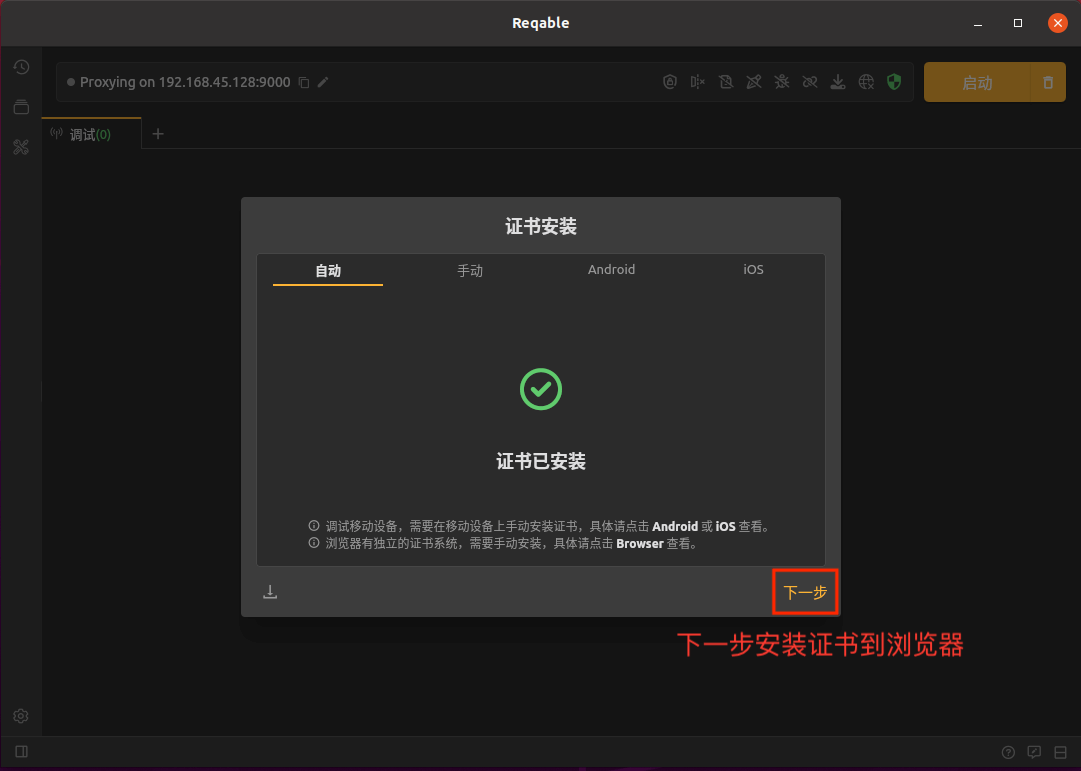 Reqable
Proxying on 192.168.45.128:9000
启动
调试(0)
证书安装
自动 手动 Android iOS
证书已安装
调试移动设备，需要在移动设备上手动安装证书，具体请点击 Android 或 iOS 查看。
浏览器有独立的证书系统，需要手动安装，具体请点击 Browser 查看。
下一步
下一步安装证书到浏览器